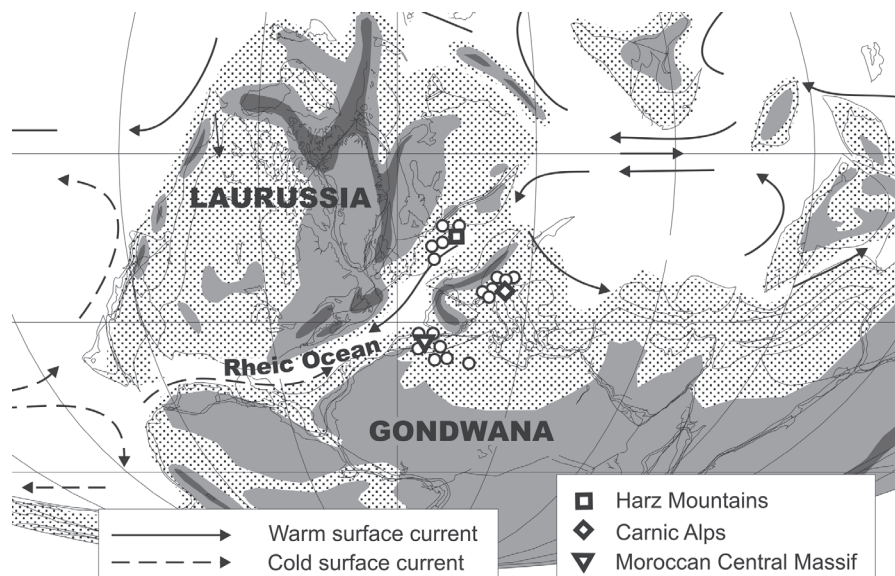 LAURUSSIA
Rheic Ocean
GONDWANA
Harz Mountains
Carnic Alps
Moroccan Central Massif
Warm surface current
Cold surface current